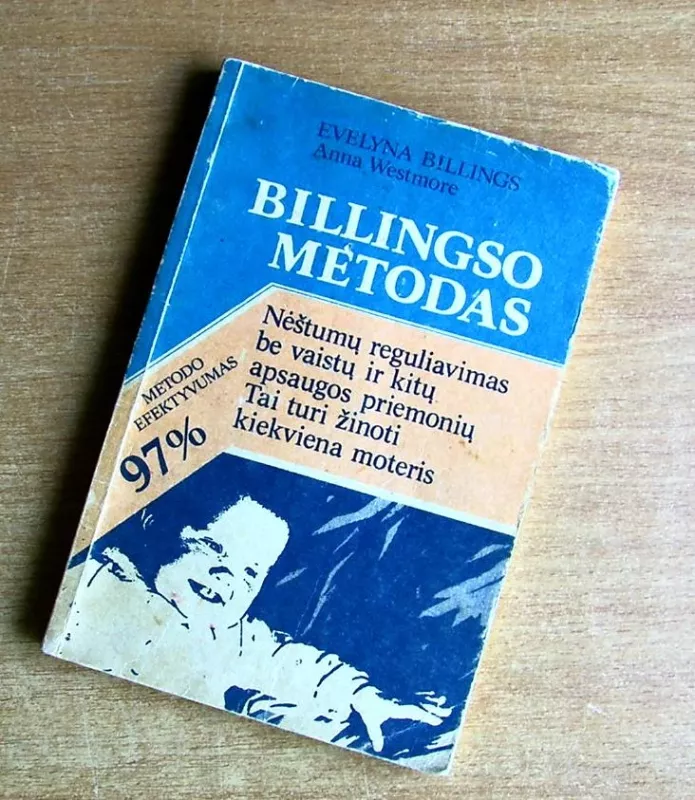 EVELYNA BILLINGS
Anna Westmore
BILLINGSO
METODAS
Nėštumų reguliavimas
be vaistų ir kitų
apsaugos priemonių
Tai turi žinoti
kiekviena moteris
METODO
EFEKTYVUMAS
97%